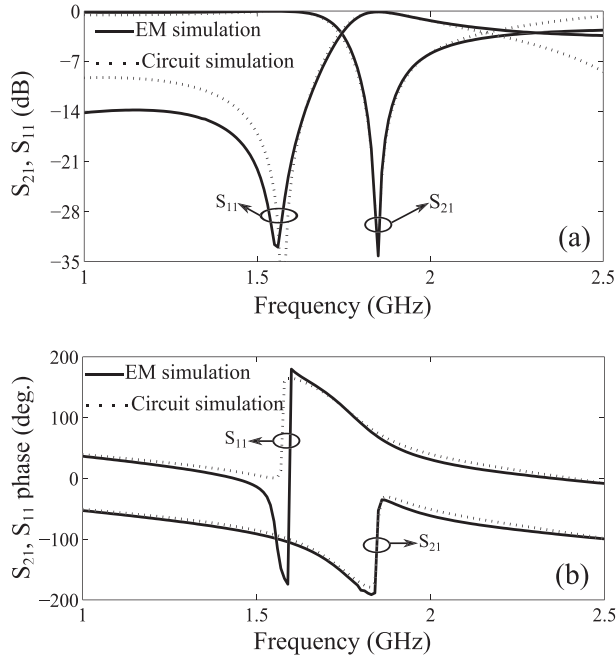 0
−7
−14
−21
−28
−35
S21, S11 (dB)
EM simulation
Circuit simulation
S11
S21
(a)
1
1.5
2
2.5
Frequency (GHz)
200
100
0
−100
−200
S21, S11 phase (deg.)
EM simulation
Circuit simulation
S11
S21
(b)
1
1.5
2
2.5
Frequency (GHz)